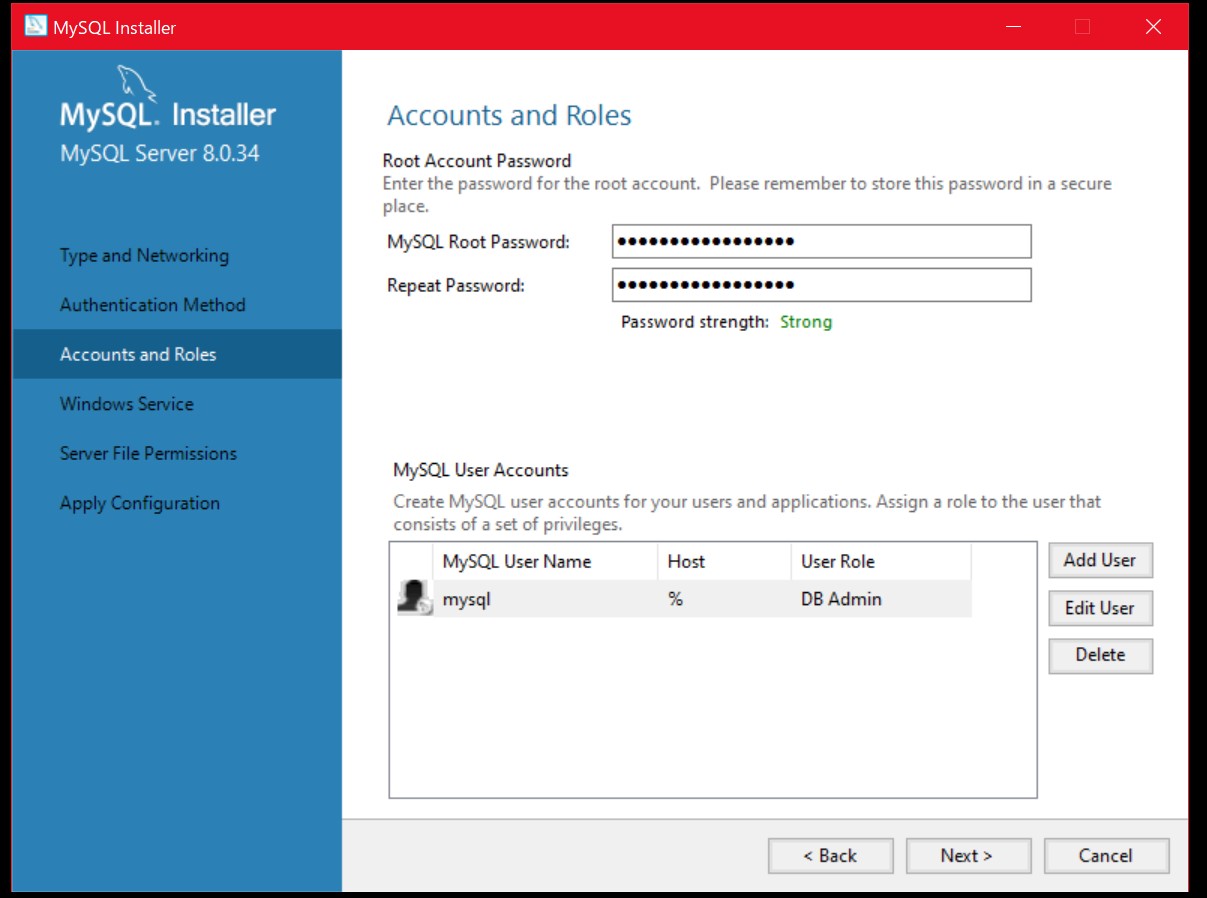 MySQL Installer
MySQL. Installer
MySQL Server 8.0.34
Type and Networking
Authentication Method
Accounts and Roles
Windows Service
Server File Permissions
Apply Configuration
Accounts and Roles
Root Account Password
Enter the password for the root account.  Please remember to store this password in a secure
place.
MySQL Root Password: •••••••••••••••••
Repeat Password: •••••••••••••••••
Password strength: Strong
MySQL User Accounts
Create MySQL user accounts for your users and applications. Assign a role to the user that
consists of a set of privileges.
MySQL User Name Host User Role
mysql % DB Admin
Add User
Edit User
Delete
< Back Next > Cancel